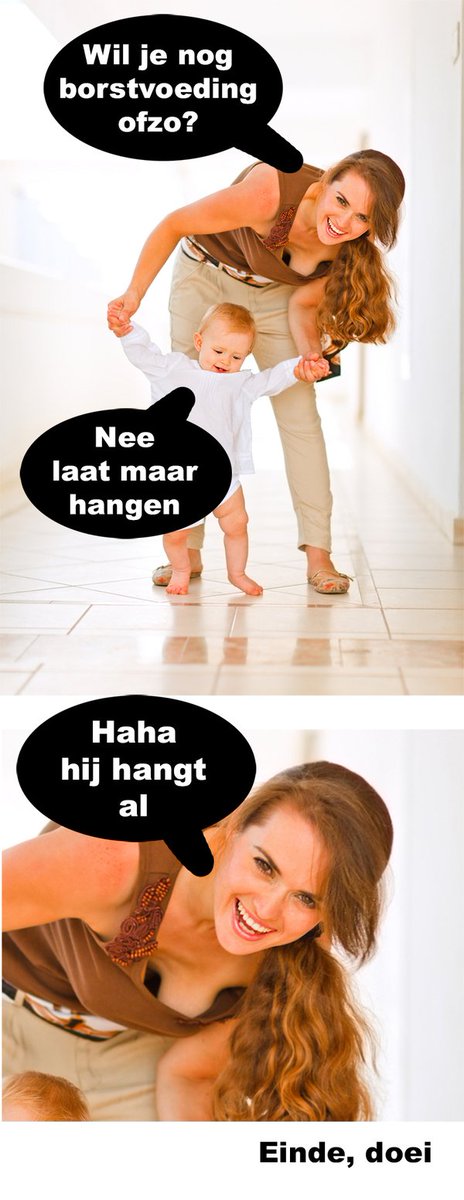 Wil je nog
borstvoeding
ofzo?
Nee
laat maar
hangen
Haha
hij hangt
al
Einde, doei